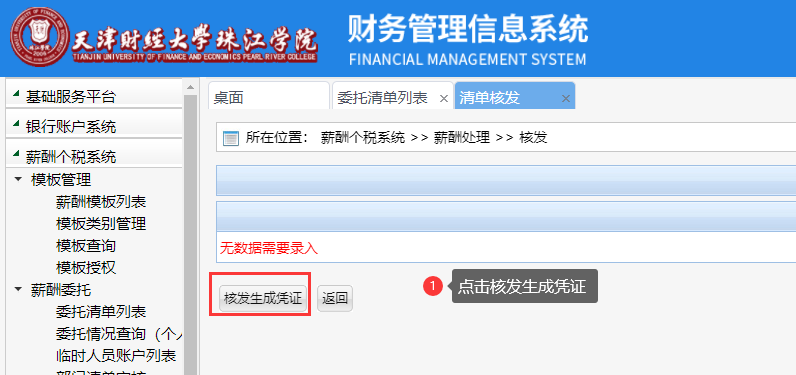 天津财经大學珠江学院
TIANJIN UNIVERSITY OF FINANCE AND ECONOMICS PEARL RIVER COLLEGE
财务管理信息系统
FINANCIAL MANAGEMENT SYSTEM
基础服务平台
银行账户系统
薪酬个税系统
模板管理
薪酬模板列表
模板类别管理
模板查询
模板授权
薪酬委托
委托清单列表
委托情况查询（个人
临时人员账户列表
桌面
委托清单列表 ×
清单核发 ×
所在位置： 薪酬个税系统 >> 薪酬处理 >> 核发
无数据需要录入
核发生成凭证 返回
1 点击核发生成凭证